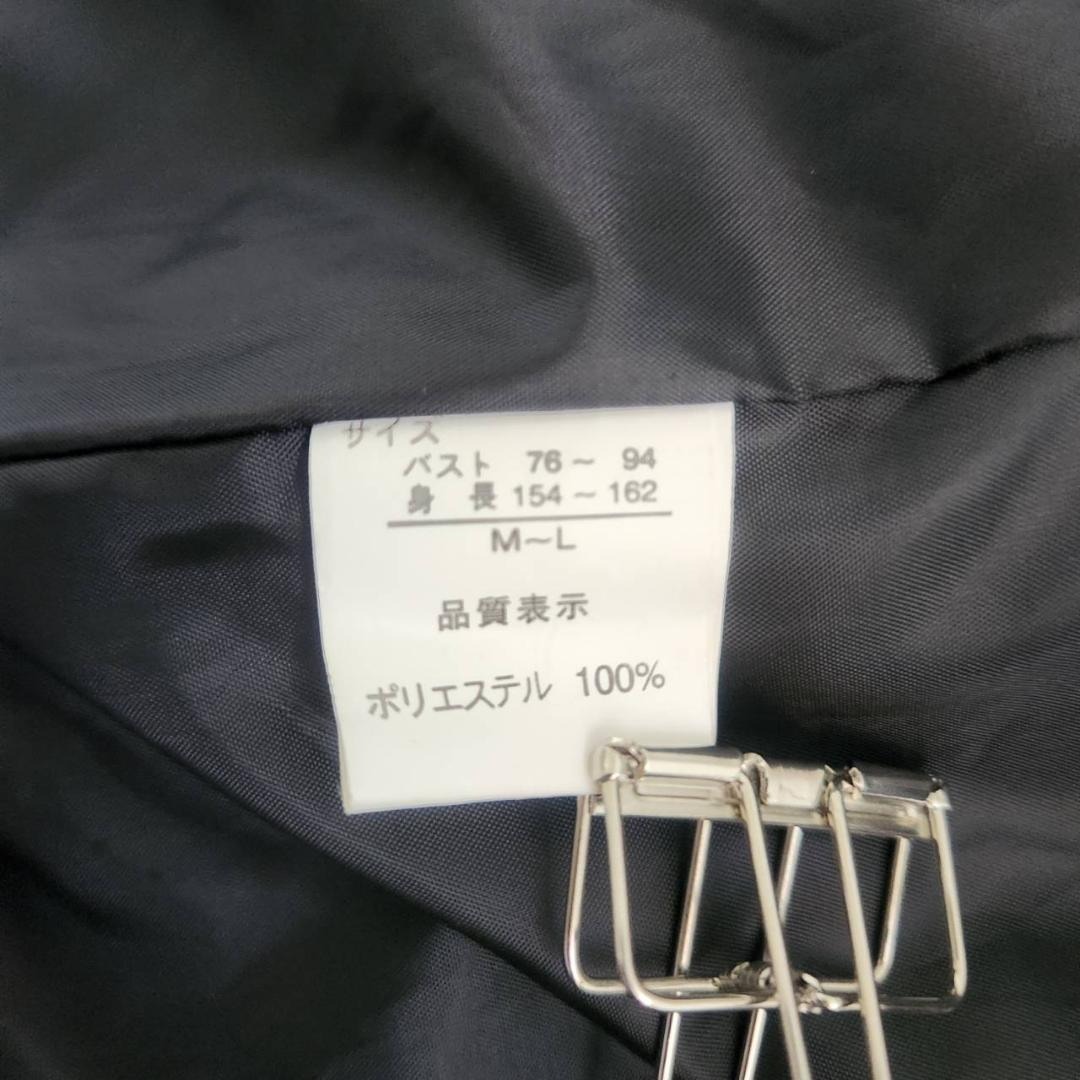 サイズ
バスト 76～ 94
身 長 154～162
M～L
品質表示
ポリエステル 100%